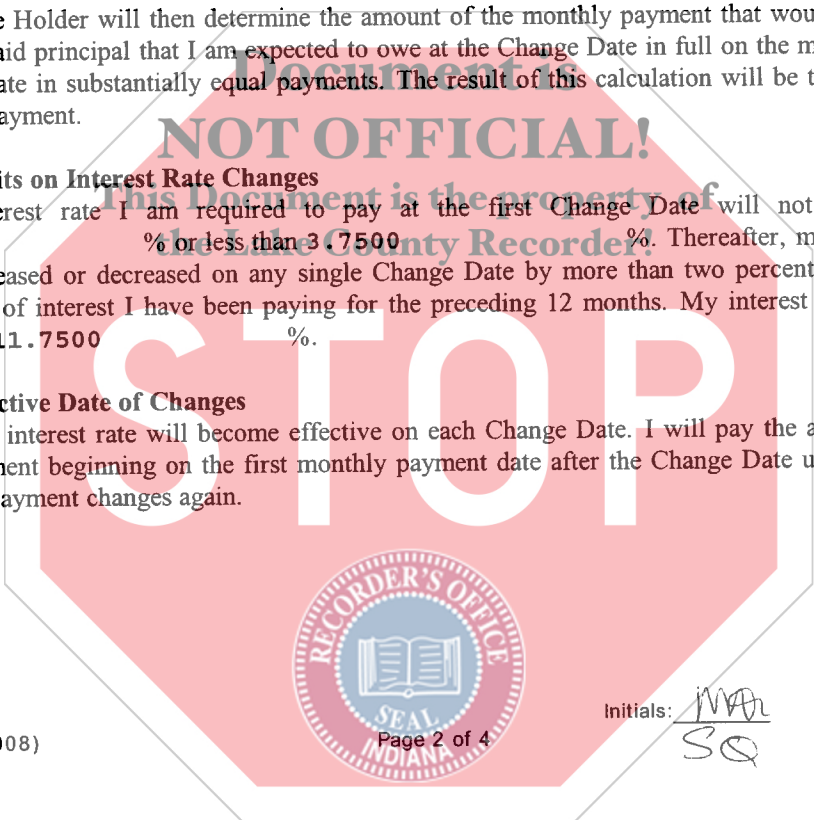 e Holder will then determine the amount of the monthly payment that wou
aid principal that I am expected to owe at the Change Date in full on the m
ate in substantially equal payments. The result of this calculation will be t
ayment.
Document is
NOT OFFICIAL!
This Document is the property of
the Lake County Recorder!
its on Interest Rate Changes
erest rate I am required to pay at the first Change Date will not
% or less than 3.7500 %. Thereafter, m
eased or decreased on any single Change Date by more than two percent
of interest I have been paying for the preceding 12 months. My interest
11.7500 %.
ctive Date of Changes
interest rate will become effective on each Change Date. I will pay the a
nent beginning on the first monthly payment date after the Change Date u
ayment changes again.
STOP
RECORDER'S OFFICE
SEAL
INDIANA
Initials: MAR
SQ
008)
Page 2 of 4